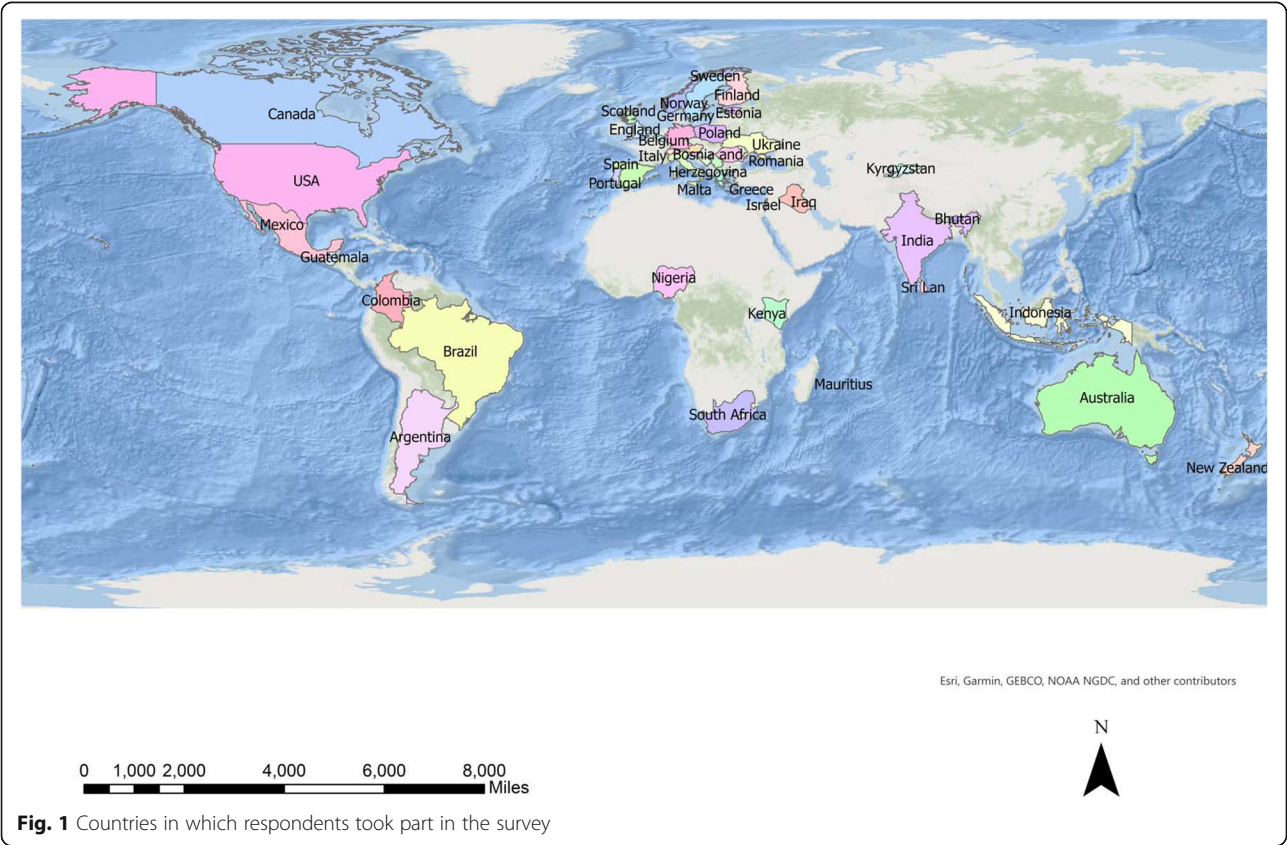 Sweden
Finland
Norway
Estonia
Germany
Scotland
Canada
England
Poland
Belgium
Ukraine
Italy
Bosnia and
Herzegovina
Romania
Spain
Portugal
Malta
Greece
Israel
Iraq
Kyrgyzstan
USA
Mexico
Guatemala
Bhutan
India
Sri Lan
Nigeria
Kenya
Colombia
Indonesia
Brazil
Mauritius
Australia
South Africa
Argentina
New Zealand
Esri, Garmin, GEBCO, NOAA NGDC, and other contributors
N
0 1,000 2,000 4,000 6,000 8,000
Miles
Fig. 1 Countries in which respondents took part in the survey